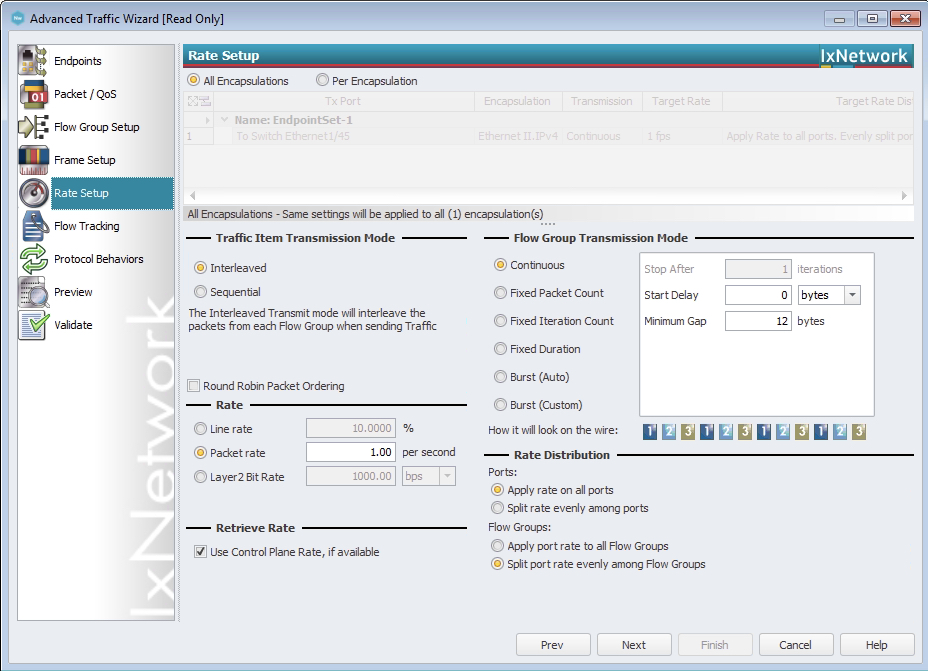 Advanced Traffic Wizard [Read Only]
Endpoints
Packet / QoS
Flow Group Setup
Frame Setup
Rate Setup
Flow Tracking
Protocol Behaviors
Preview
Validate
IxNetwork
Rate Setup
IxNetwork
All Encapsulations
Per Encapsulation
Tx Port Encapsulation Transmission Target Rate Target Rate Dist
Name: EndpointSet-1
1 To Switch Ethernet1/45 Ethernet II.IPv4 Continuous 1 fps Apply Rate to all ports. Evenly split por
All Encapsulations - Same settings will be applied to all (1) encapsulation(s)
Traffic Item Transmission Mode
Interleaved
Sequential
The Interleaved Transmit mode will interleave the
packets from each Flow Group when sending Traffic
Round Robin Packet Ordering
Rate
Line rate 10.0000 %
Packet rate 1.00 per second
Layer2 Bit Rate 1000.00 bps
Retrieve Rate
Use Control Plane Rate, if available
Flow Group Transmission Mode
Continuous
Fixed Packet Count
Fixed Iteration Count
Fixed Duration
Burst (Auto)
Burst (Custom)
Stop After 1 iterations
Start Delay 0 bytes
Minimum Gap 12 bytes
How it will look on the wire: 1 2 3 1 2 3 1 2 3 1 2 3
Rate Distribution
Ports:
Apply rate on all ports
Split rate evenly among ports
Flow Groups:
Apply port rate to all Flow Groups
Split port rate evenly among Flow Groups
Prev Next Finish Cancel Help